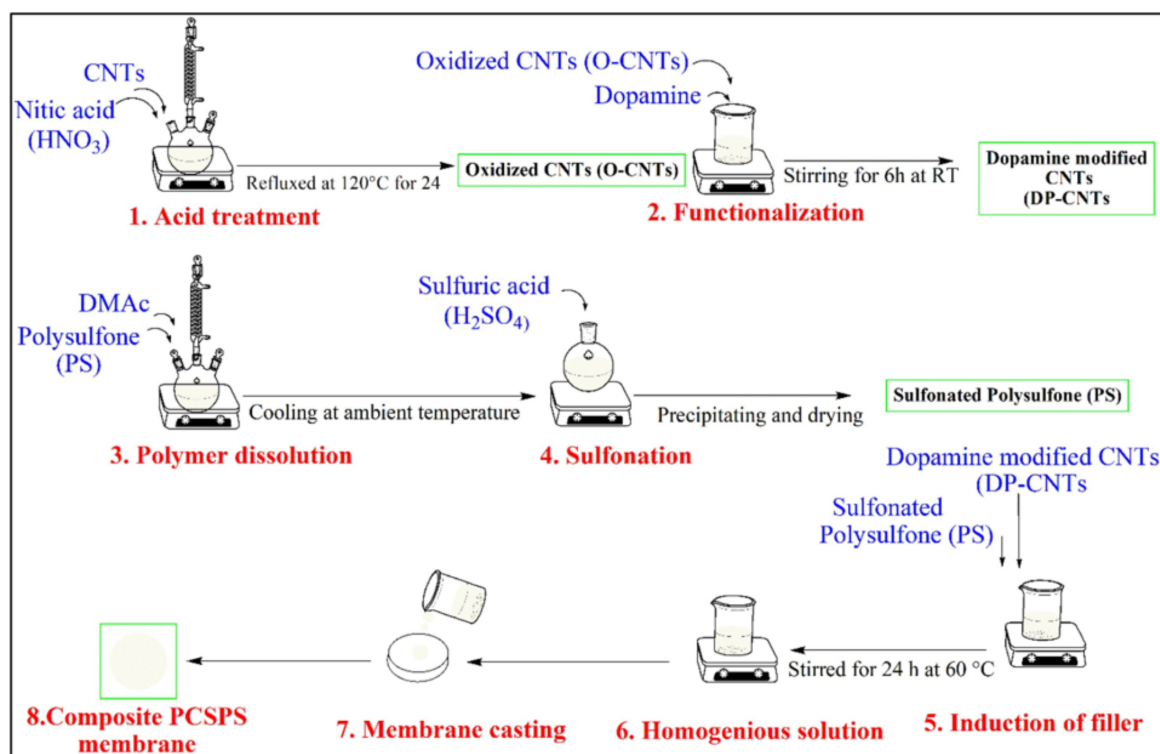 CNTs
Nitic acid
(HNO₃)
Refluxed at 120°C for 24
Oxidized CNTs (O-CNTs)
1. Acid treatment
Oxidized CNTs (O-CNTs)
Dopamine
Stirring for 6h at RT
2. Functionalization
Dopamine modified
CNTs
(DP-CNTs
DMAc
Polysulfone
(PS)
Cooling at ambient temperature
3. Polymer dissolution
Sulfuric acid
(H₂SO₄)
Precipitating and drying
4. Sulfonation
Sulfonated Polysulfone (PS)
Dopamine modified CNTs
(DP-CNTs
Sulfonated
Polysulfone (PS)
Stirred for 24 h at 60 °C
5. Induction of filler
6. Homogenious solution
7. Membrane casting
8.Composite PCSPS
membrane